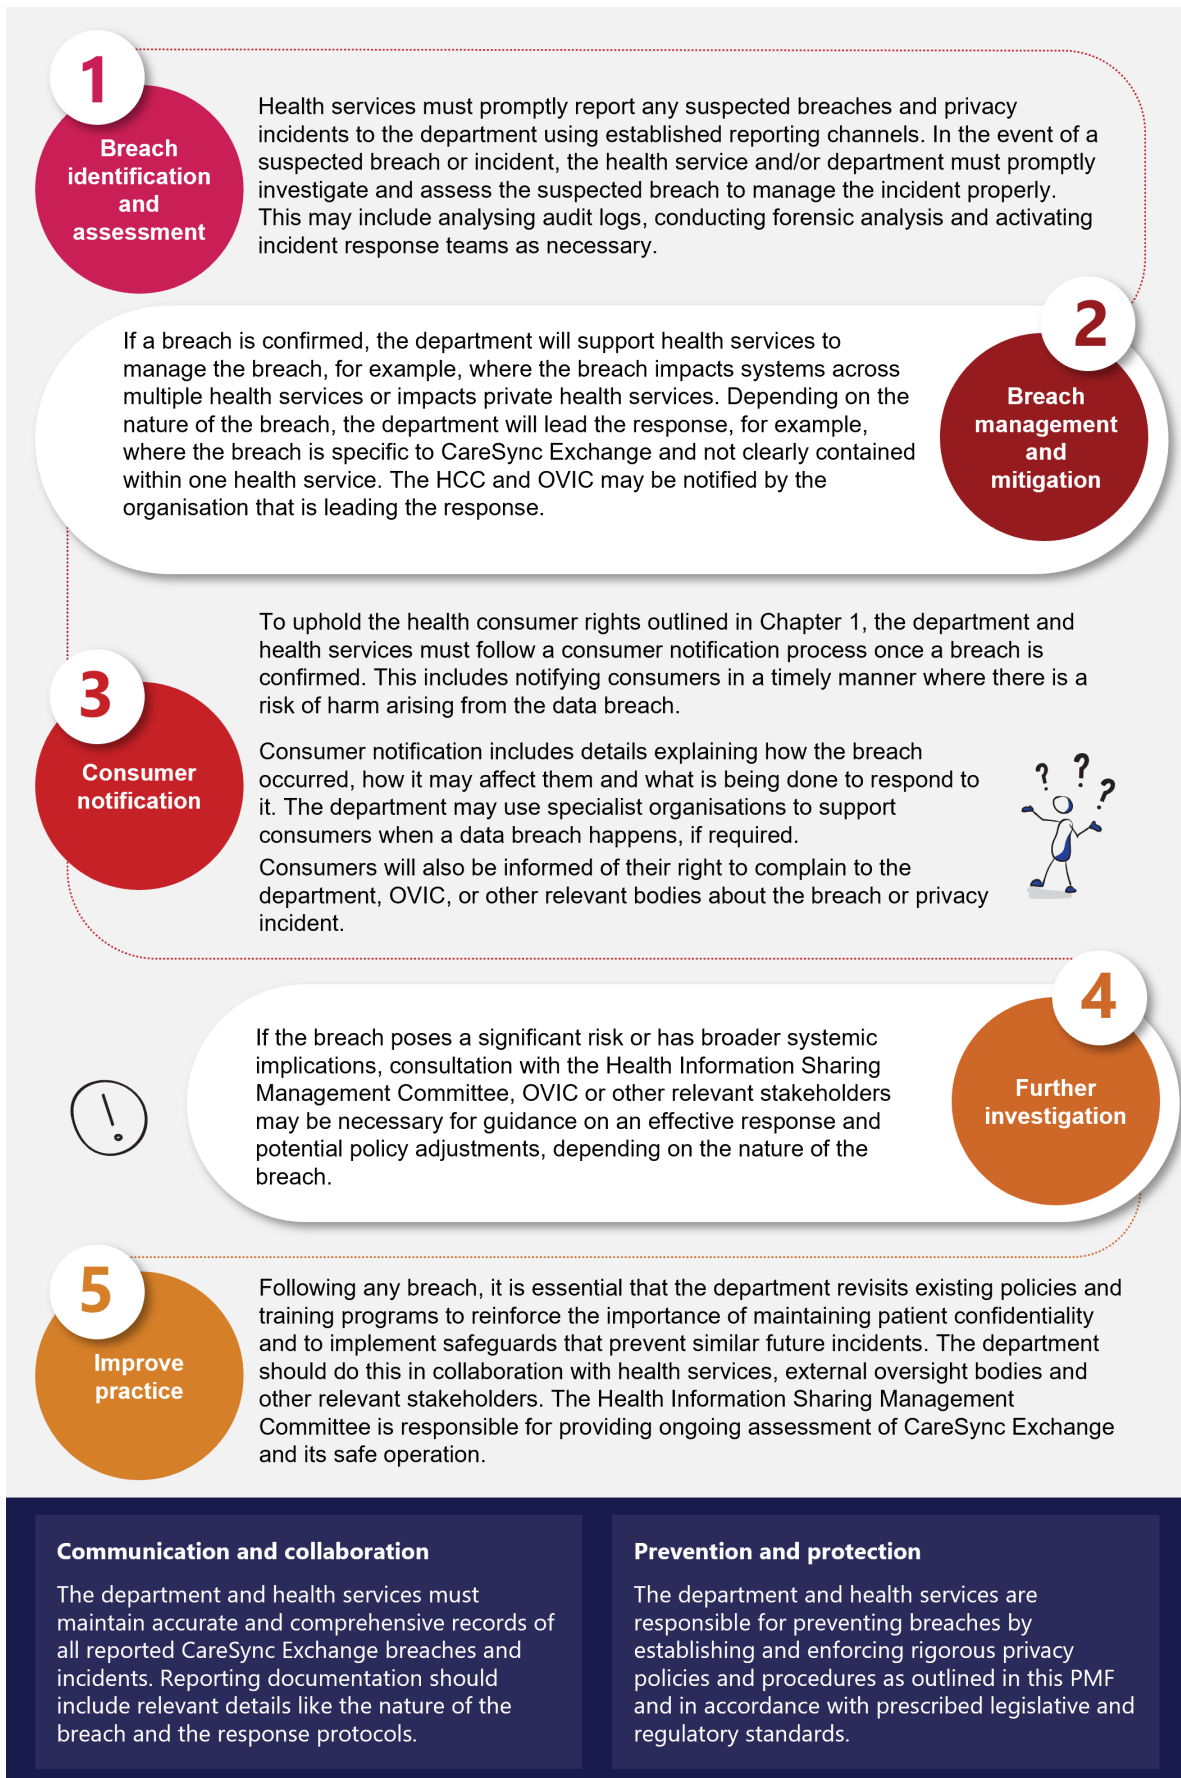 1
Breach
identification
and
assessment
Health services must promptly report any suspected breaches and privacy
incidents to the department using established reporting channels. In the event of a
suspected breach or incident, the health service and/or department must promptly
investigate and assess the suspected breach to manage the incident properly.
This may include analysing audit logs, conducting forensic analysis and activating
incident response teams as necessary.
2
Breach
management
and
mitigation
If a breach is confirmed, the department will support health services to
manage the breach, for example, where the breach impacts systems across
multiple health services or impacts private health services. Depending on the
nature of the breach, the department will lead the response, for example,
where the breach is specific to CareSync Exchange and not clearly contained
within one health service. The HCC and OVIC may be notified by the
organisation that is leading the response.
3
Consumer
notification
To uphold the health consumer rights outlined in Chapter 1, the department and
health services must follow a consumer notification process once a breach is
confirmed. This includes notifying consumers in a timely manner where there is a
risk of harm arising from the data breach.
Consumer notification includes details explaining how the breach
occurred, how it may affect them and what is being done to respond to
it. The department may use specialist organisations to support
consumers when a data breach happens, if required.
Consumers will also be informed of their right to complain to the
department, OVIC, or other relevant bodies about the breach or privacy
incident.
? ? ?
4
Further
investigation
If the breach poses a significant risk or has broader systemic
implications, consultation with the Health Information Sharing
Management Committee, OVIC or other relevant stakeholders
may be necessary for guidance on an effective response and
potential policy adjustments, depending on the nature of the
breach.
!
5
Improve
practice
Following any breach, it is essential that the department revisits existing policies and
training programs to reinforce the importance of maintaining patient confidentiality
and to implement safeguards that prevent similar future incidents. The department
should do this in collaboration with health services, external oversight bodies and
other relevant stakeholders. The Health Information Sharing Management
Committee is responsible for providing ongoing assessment of CareSync Exchange
and its safe operation.
Communication and collaboration
The department and health services must
maintain accurate and comprehensive records of
all reported CareSync Exchange breaches and
incidents. Reporting documentation should
include relevant details like the nature of the
breach and the response protocols.
Prevention and protection
The department and health services are
responsible for preventing breaches by
establishing and enforcing rigorous privacy
policies and procedures as outlined in this PMF
and in accordance with prescribed legislative and
regulatory standards.